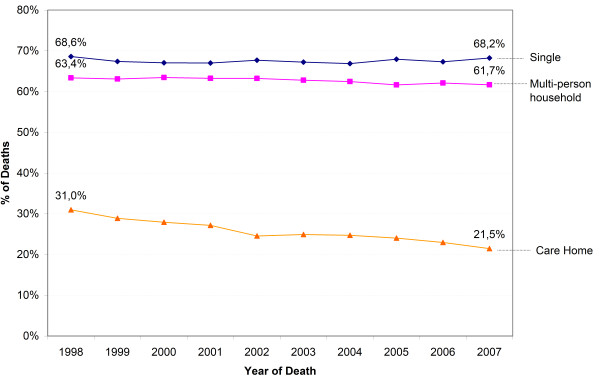 80%
70%
60%
50%
40%
30%
20%
10%
0%
% of Deaths
68,6%
63,4%
31,0%
68,2%
61,7%
21,5%
Single
Multi-person
household
Care Home
1998 1999 2000 2001 2002 2003 2004 2005 2006 2007
Year of Death